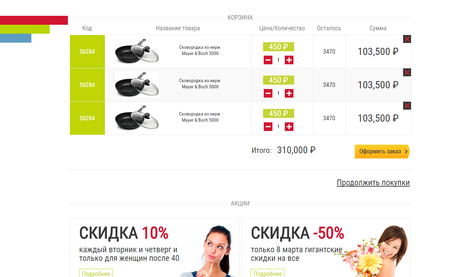 КОРЗИНА
Код Название товара Цена/Количество Осталось Сумма
56284 Сковородка из нерж 450 ₽ 3470 103,500 ₽
Mayer & Boch 5000
1
56284 Сковородка из нерж 450 ₽ 3470 103,500 ₽
Mayer & Boch 5000
1
56284 Сковородка из нерж 450 ₽ 3470 103,500 ₽
Mayer & Boch 5000
1
Итого: 310,000 ₽ Оформить заказ
Продолжить покупки
АКЦИИ
СКИДКА 10%
каждый вторник и четверг и
только для женщин после 40
Подробнее
СКИДКА -50%
только 8 марта гигантские
скидки на все
Подробнее